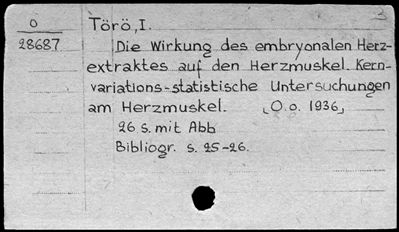 O
28687
Törö, I.
Die Wirkung des embryonalen Herz-
extraktes auf den Herzmuskel. Kern-
variations-statistische Untersuchungen
am Herzmuskel. [O.o. 1936]
26 S. mit Abb
Bibliogr. s. 25-26.